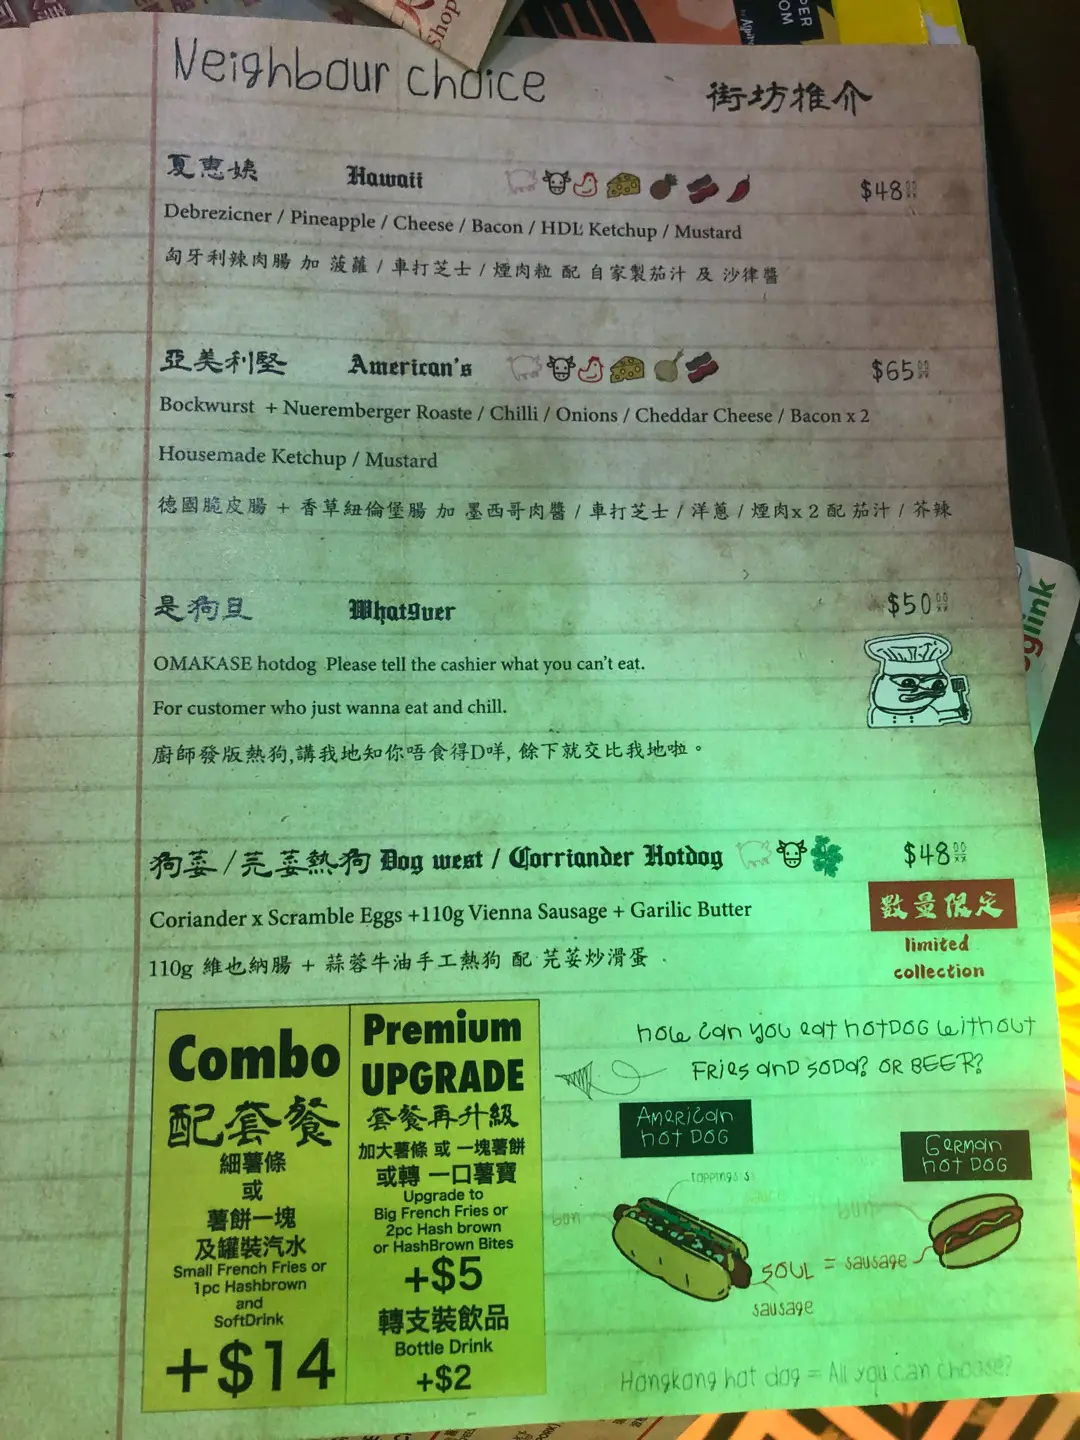 Shop
Neighbour choice
街坊推介
夏惠姨 Hawaii $48.00
Debrezicner / Pineapple / Cheese / Bacon / HDL Ketchup / Mustard
匈牙利辣肉腸 加 菠蘿 / 車打芝士 / 煙肉粒 配 自家製茄汁 及 沙律醬
亞美利堅 American's $65.00
Bockwurst + Nueremberger Roaste / Chilli / Onions / Cheddar Cheese / Bacon x 2
Housemade Ketchup / Mustard
德國脆皮腸 + 香草紐倫堡腸 加 墨西哥肉醬 / 車打芝士 / 洋蔥 / 煙肉x 2 配 茄汁 / 芥辣
是狗旦 What9ver $50.00
OMAKASE hotdog Please tell the cashier what you can't eat.
For customer who just wanna eat and chill.
廚師發版熱狗,講我地知你唔食得D咩, 餘下就交比我地啦。
狗荽/芫荽熱狗 Dog west / Corriander Hotdog $48.00
Coriander x Scramble Eggs +110g Vienna Sausage + Garilic Butter
110g 維也納腸 + 蒜蓉牛油手工熱狗 配 芫荽炒滑蛋
數量限定
limited
collection
Combo
配套餐
細薯條
或
薯餅一塊
及罐裝汽水
Small French Fries or
1pc Hashbrown
and
SoftDrink
+$14
Premium
UPGRADE
套餐再升級
加大薯條 或 一塊薯餅
或轉 一口薯寶
Upgrade to
Big French Fries or
2pc Hash brown
or HashBrown Bites
+$5
轉支裝飲品
Bottle Drink
+$2
how can you eat hotDOG without
FRies and soda? OR BEER?
American
hot DOG
toppings
bun
sausage
German
hot DOG
bun
SOUL = sausage
Hongkong hot dog = All you can choose?
glink